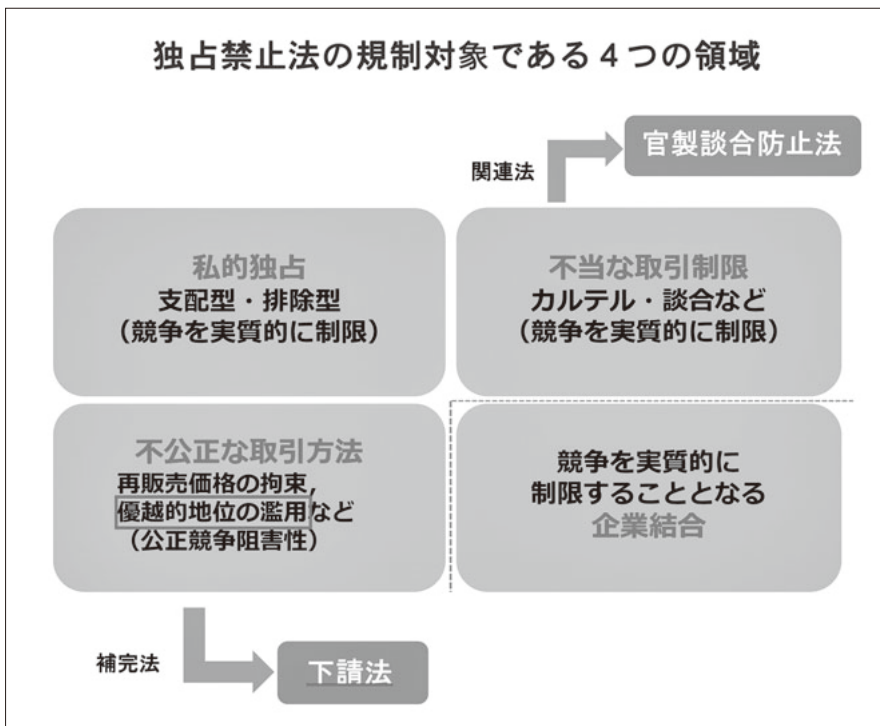 独占禁止法の規制対象である４つの領域
関連法
官製談合防止法
私的独占
支配型・排除型
（競争を実質的に制限）
不当な取引制限
カルテル・談合など
（競争を実質的に制限）
不公正な取引方法
再販売価格の拘束,
優越的地位の濫用など
（公正競争阻害性）
競争を実質的に
制限することとなる
企業結合
補完法
下請法